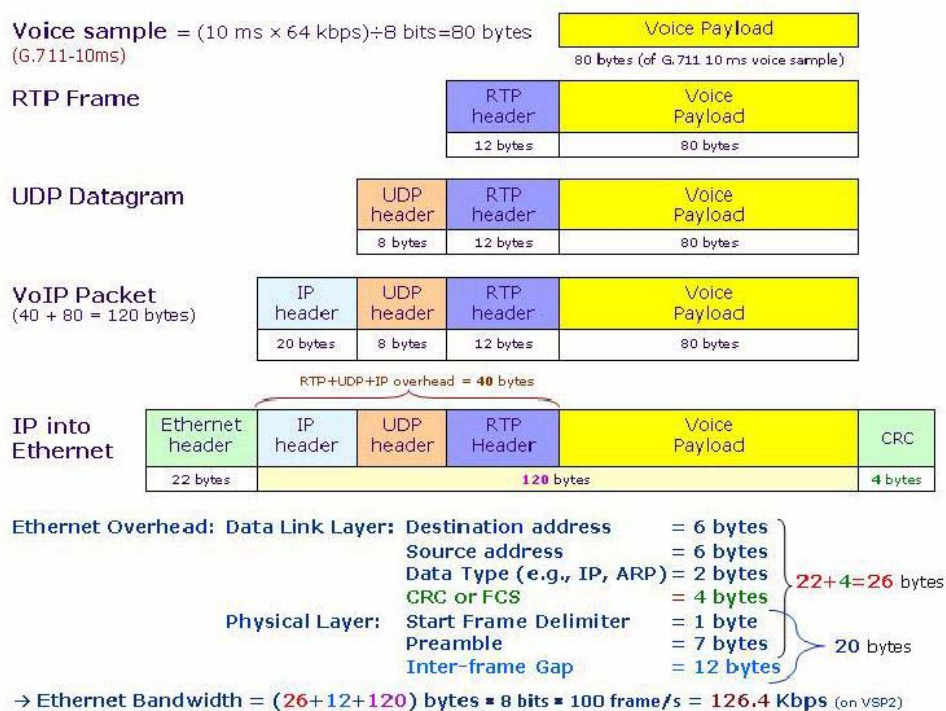 Voice sample = (10 ms × 64 kbps)÷8 bits=80 bytes
(G.711-10ms)
Voice Payload
80 bytes (of G.711 10 ms voice sample)
RTP Frame
RTP header
Voice Payload
12 bytes
80 bytes
UDP Datagram
UDP header
RTP header
Voice Payload
8 bytes
12 bytes
80 bytes
VoIP Packet
(40 + 80 = 120 bytes)
IP header
UDP header
RTP header
Voice Payload
20 bytes
8 bytes
12 bytes
80 bytes
RTP+UDP+IP overhead = 40 bytes
IP into Ethernet
Ethernet header
IP header
UDP header
RTP Header
Voice Payload
CRC
22 bytes
120 bytes
4 bytes
Ethernet Overhead: Data Link Layer: Destination address = 6 bytes
Source address = 6 bytes
Data Type (e.g., IP, ARP) = 2 bytes
CRC or FCS = 4 bytes
22+4=26 bytes
Physical Layer: Start Frame Delimiter = 1 byte
Preamble = 7 bytes
Inter-frame Gap = 12 bytes
20 bytes
→ Ethernet Bandwidth = (26+12+120) bytes * 8 bits * 100 frame/s = 126.4 Kbps (on VSP2)